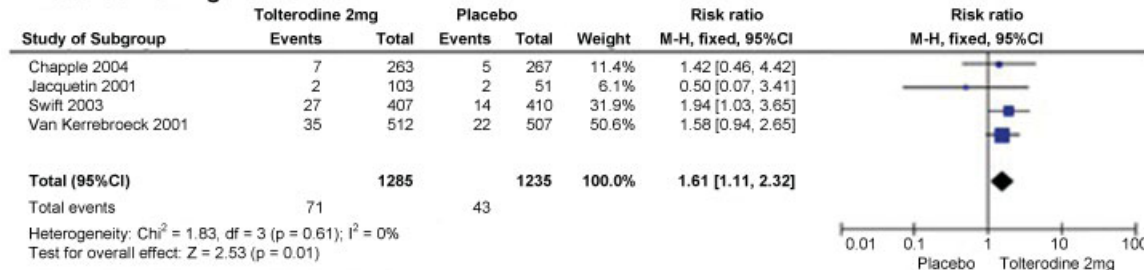 Tolterodine 2mg Placebo Risk ratio Risk ratio
Study of Subgroup Events Total Events Total Weight M-H, fixed, 95%CI M-H, fixed, 95%CI
Chapple 2004 7 263 5 267 11.4% 1.42 [0.46, 4.42]
Jacquetin 2001 2 103 2 51 6.1% 0.50 [0.07, 3.41]
Swift 2003 27 407 14 410 31.9% 1.94 [1.03, 3.65]
Van Kerrebroeck 2001 35 512 22 507 50.6% 1.58 [0.94, 2.65]
Total (95%CI) 1285 1235 100.0% 1.61 [1.11, 2.32]
Total events 71 43
Heterogeneity: Chi² = 1.83, df = 3 (p = 0.61); I² = 0%
Test for overall effect: Z = 2.53 (p = 0.01)
0.01 0.1 1 10 100
Placebo Tolterodine 2mg